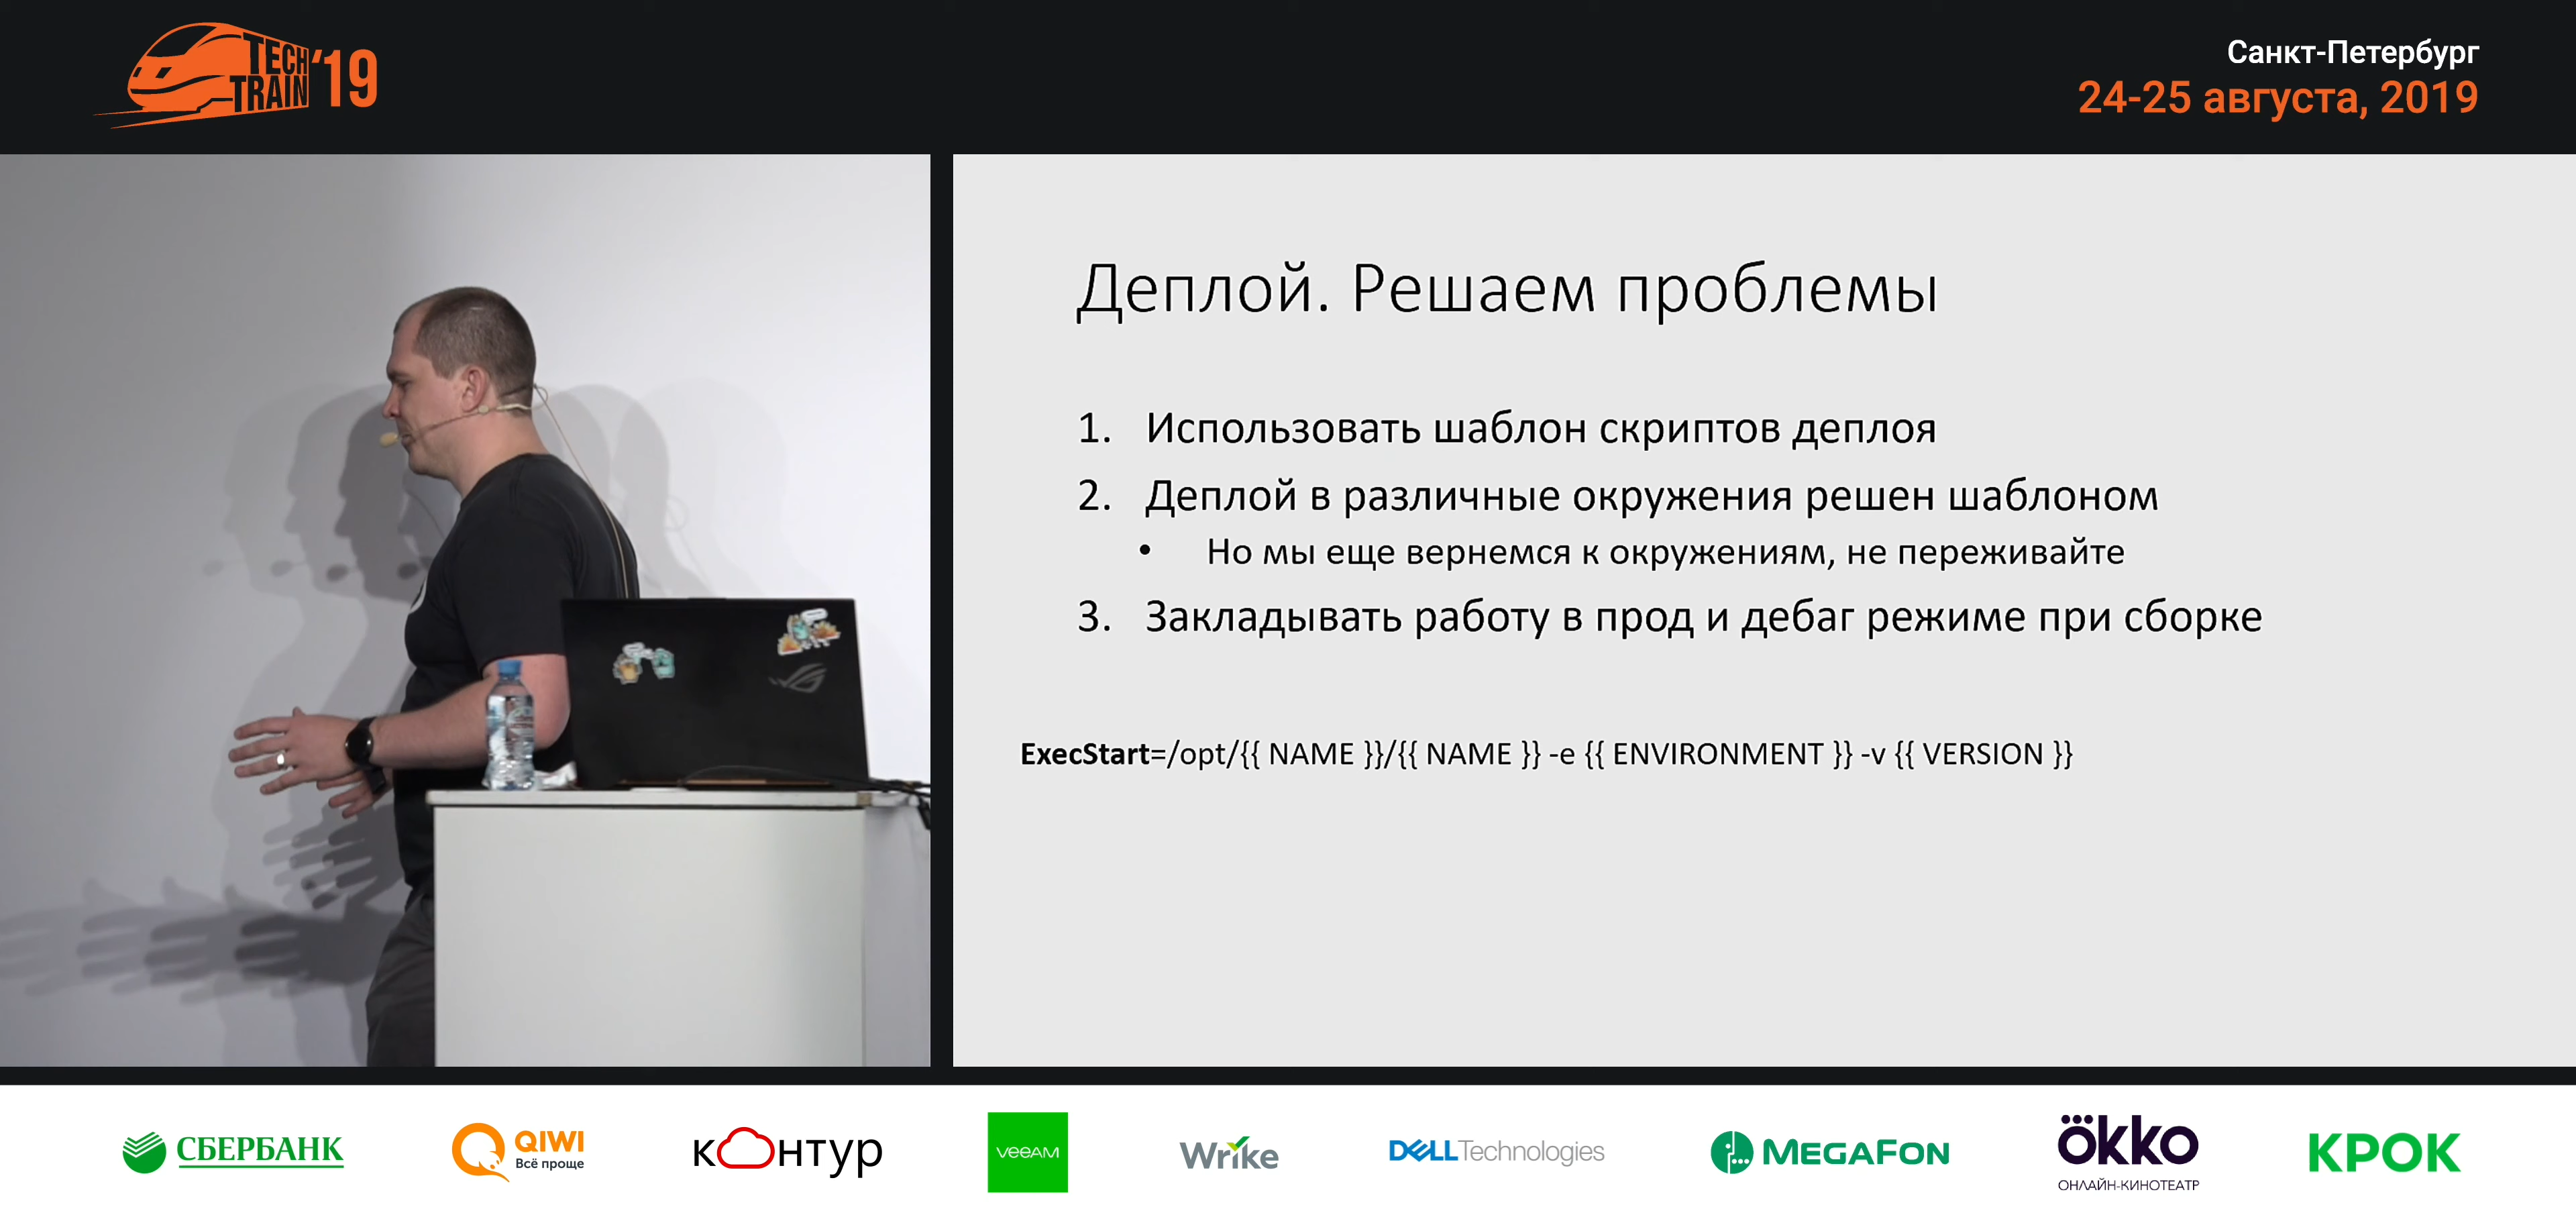 TECH
TRAIN
'19
Санкт-Петербург
24-25 августа, 2019
Деплой. Решаем проблемы
1. Использовать шаблон скриптов деплоя
2. Деплой в различные окружения решен шаблоном
• Но мы еще вернемся к окружениям, не переживайте
3. Закладывать работу в прод и дебаг режиме при сборке
ExecStart=/opt/{{ NAME }}/{{ NAME }} -e {{ ENVIRONMENT }} -v {{ VERSION }}
СБЕРБАНК
QIWI
Всё проще
контур
veeAM
Wrike
DELL Technologies
MEGAFON
ökko
ОНЛАЙН-КИНОТЕАТР
КРОК